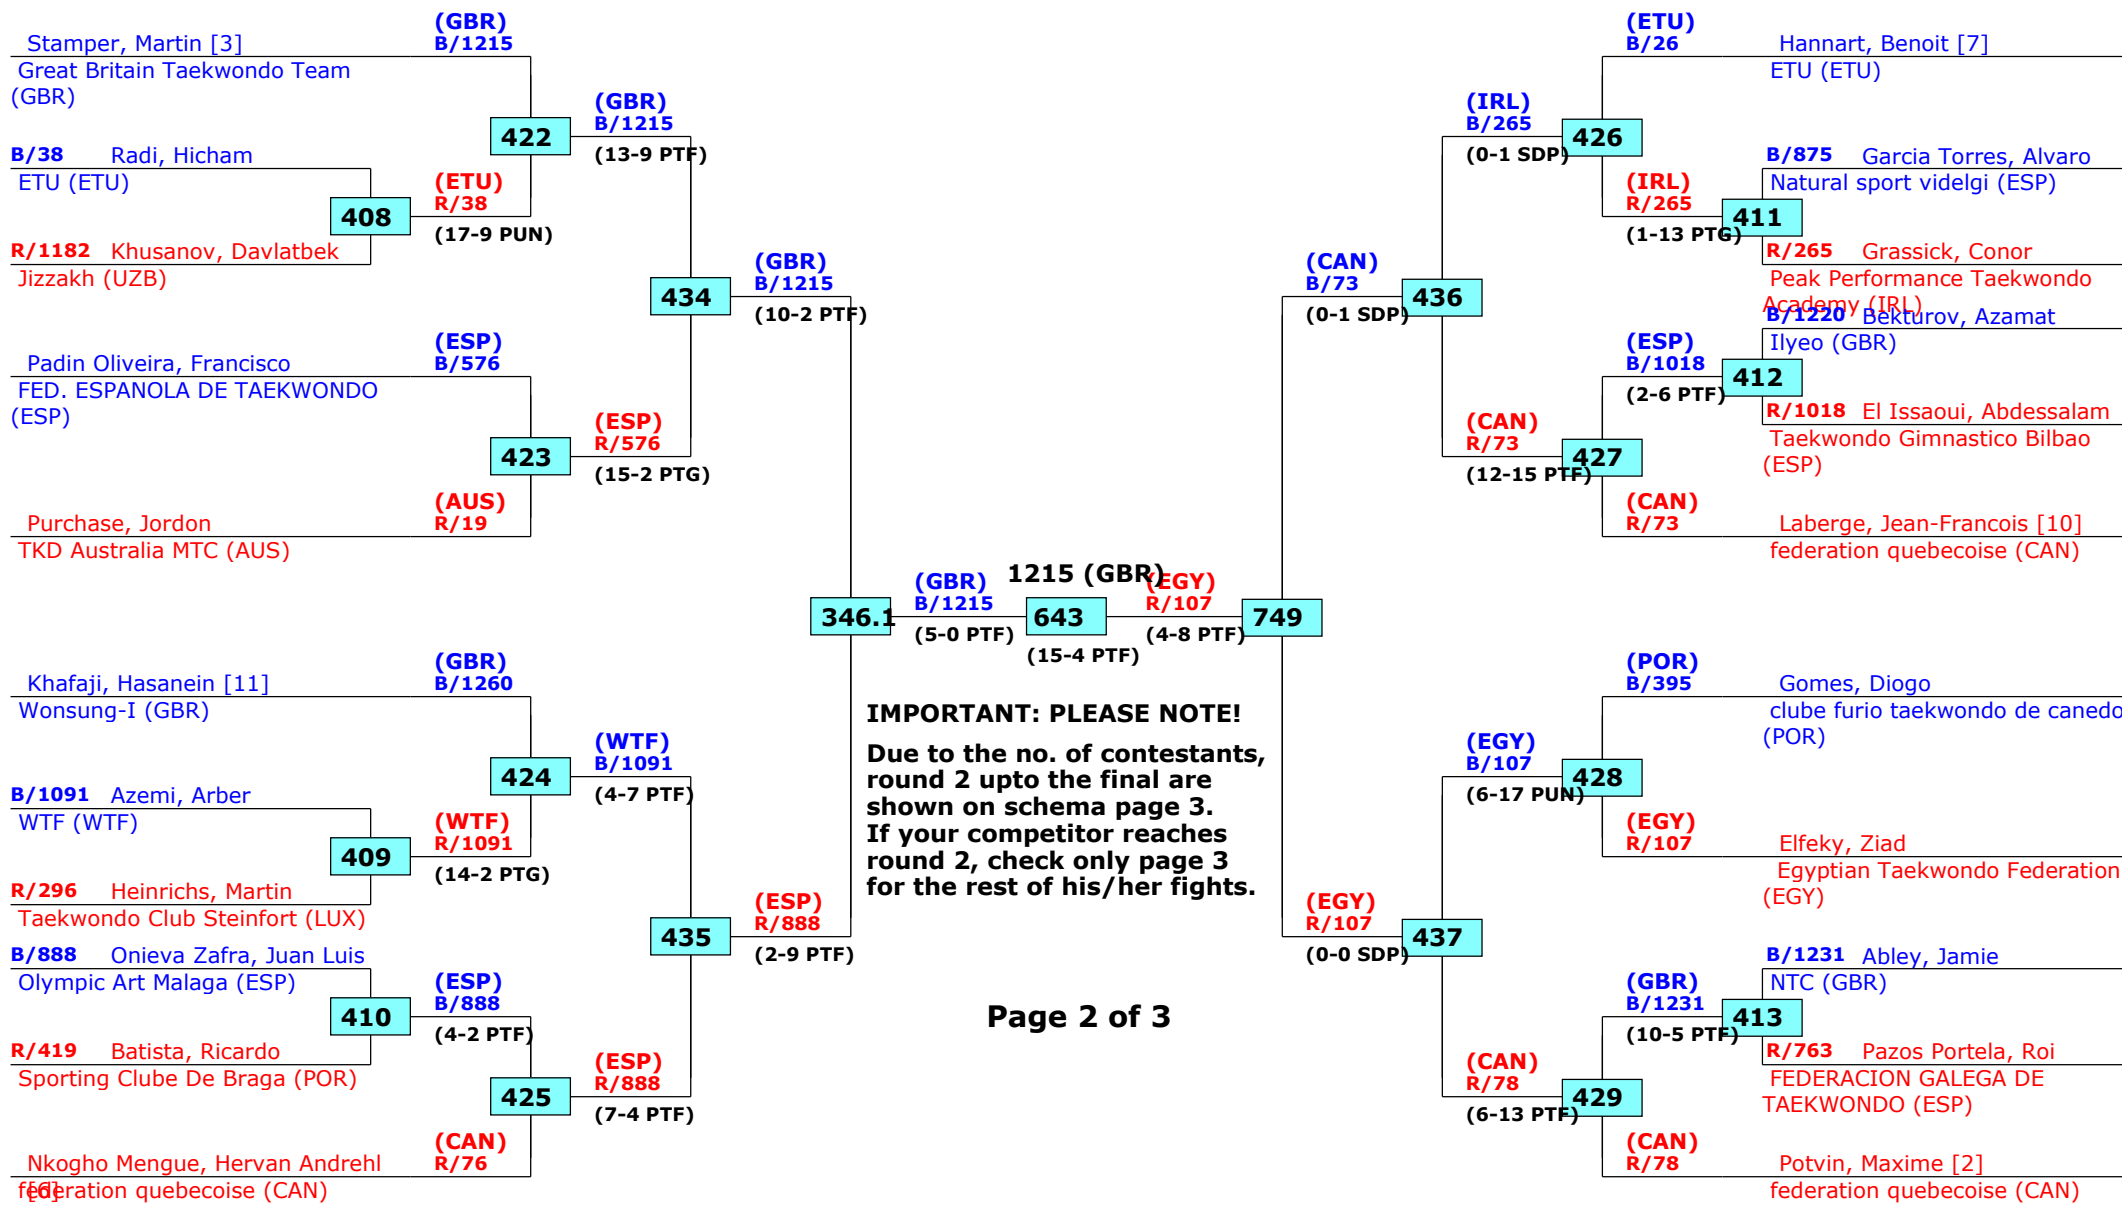 (GBR)
B/1215
Stamper, Martin [3]
Great Britain Taekwondo Team
(GBR)
422
(GBR)
B/1215
(13-9 PTF)
B/38 Radi, Hicham
ETU (ETU)
408
(ETU)
R/38
(17-9 PUN)
R/1182 Khusanov, Davlatbek
Jizzakh (UZB)
434
(GBR)
B/1215
(10-2 PTF)
(ESP)
B/576
Padin Oliveira, Francisco
FED. ESPANOLA DE TAEKWONDO
(ESP)
423
(ESP)
R/576
(15-2 PTG)
(AUS)
R/19
Purchase, Jordon
TKD Australia MTC (AUS)
346.1
(GBR)
B/1215
(5-0 PTF)
1215 (GBR)
643
(15-4 PTF)
(EGY)
R/107
(4-8 PTF)
749
(GBR)
B/1260
Khafaji, Hasanein [11]
Wonsung-I (GBR)
424
(WTF)
B/1091
(4-7 PTF)
B/1091 Azemi, Arber
WTF (WTF)
409
(WTF)
R/1091
(14-2 PTG)
R/296 Heinrichs, Martin
Taekwondo Club Steinfort (LUX)
435
(ESP)
R/888
(2-9 PTF)
B/888 Onieva Zafra, Juan Luis
Olympic Art Malaga (ESP)
410
(ESP)
B/888
(4-2 PTF)
R/419 Batista, Ricardo
Sporting Clube De Braga (POR)
425
(ESP)
R/888
(7-4 PTF)
(CAN)
R/76
Nkogho Mengue, Hervan Andrehl
[6]
federation quebecoise (CAN)
IMPORTANT: PLEASE NOTE!
Due to the no. of contestants,
round 2 upto the final are
shown on schema page 3.
If your competitor reaches
round 2, check only page 3
for the rest of his/her fights.
Page 2 of 3
(ETU)
B/26
Hannart, Benoit [7]
ETU (ETU)
(IRL)
B/265
(0-1 SDP)
426
B/875 Garcia Torres, Alvaro
Natural sport videlgi (ESP)
(IRL)
R/265
(1-13 PTG)
411
R/265 Grassick, Conor
Peak Performance Taekwondo
Academy (IRL)
(CAN)
B/73
(0-1 SDP)
436
B/1220 Bekturov, Azamat
Ilyeo (GBR)
(ESP)
B/1018
(2-6 PTF)
412
R/1018 El Issaoui, Abdessalam
Taekwondo Gimnastico Bilbao
(ESP)
(CAN)
R/73
(12-15 PTF)
427
(CAN)
R/73
Laberge, Jean-Francois [10]
federation quebecoise (CAN)
(POR)
B/395
Gomes, Diogo
clube furio taekwondo de canedo
(POR)
(EGY)
B/107
(6-17 PUN)
428
(EGY)
R/107
Elfeky, Ziad
Egyptian Taekwondo Federation
(EGY)
(EGY)
R/107
(0-0 SDP)
437
B/1231 Abley, Jamie
NTC (GBR)
(GBR)
B/1231
(10-5 PTF)
413
R/763 Pazos Portela, Roi
FEDERACION GALEGA DE
TAEKWONDO (ESP)
(CAN)
R/78
(6-13 PTF)
429
(CAN)
R/78
Potvin, Maxime [2]
federation quebecoise (CAN)